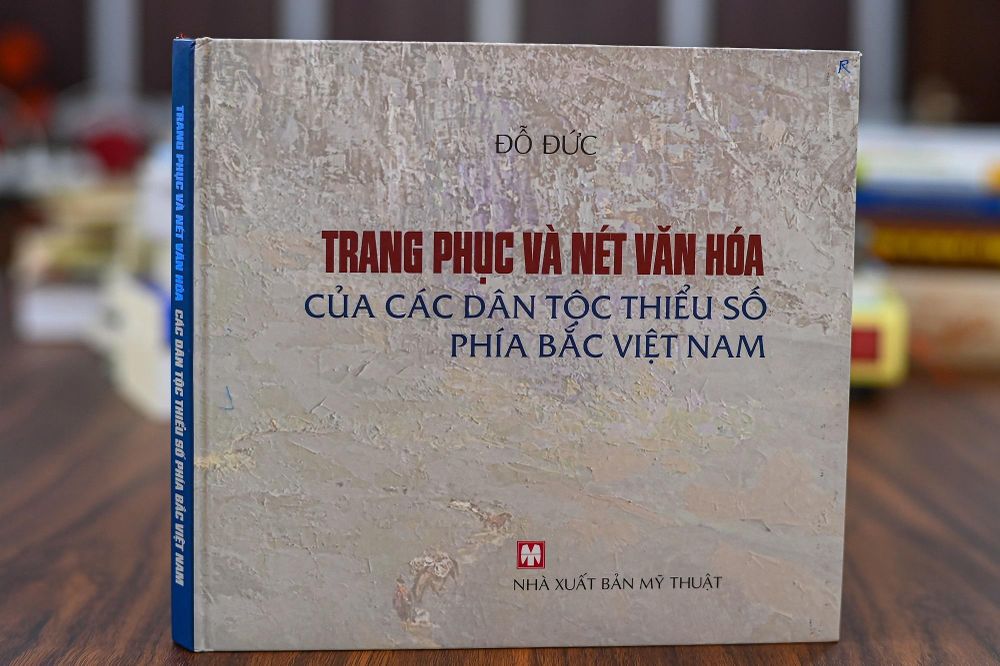 ĐỖ ĐỨC
TRANG PHỤC VÀ NÉT VĂN HÓA
CỦA CÁC DÂN TỘC THIỂU SỐ
PHÍA BẮC VIỆT NAM
NHÀ XUẤT BẢN MỸ THUẬT
TRANG PHỤC VÀ NÉT VĂN HÓA CÁC DÂN TỘC THIỂU SỐ PHÍA BẮC VIỆT NAM